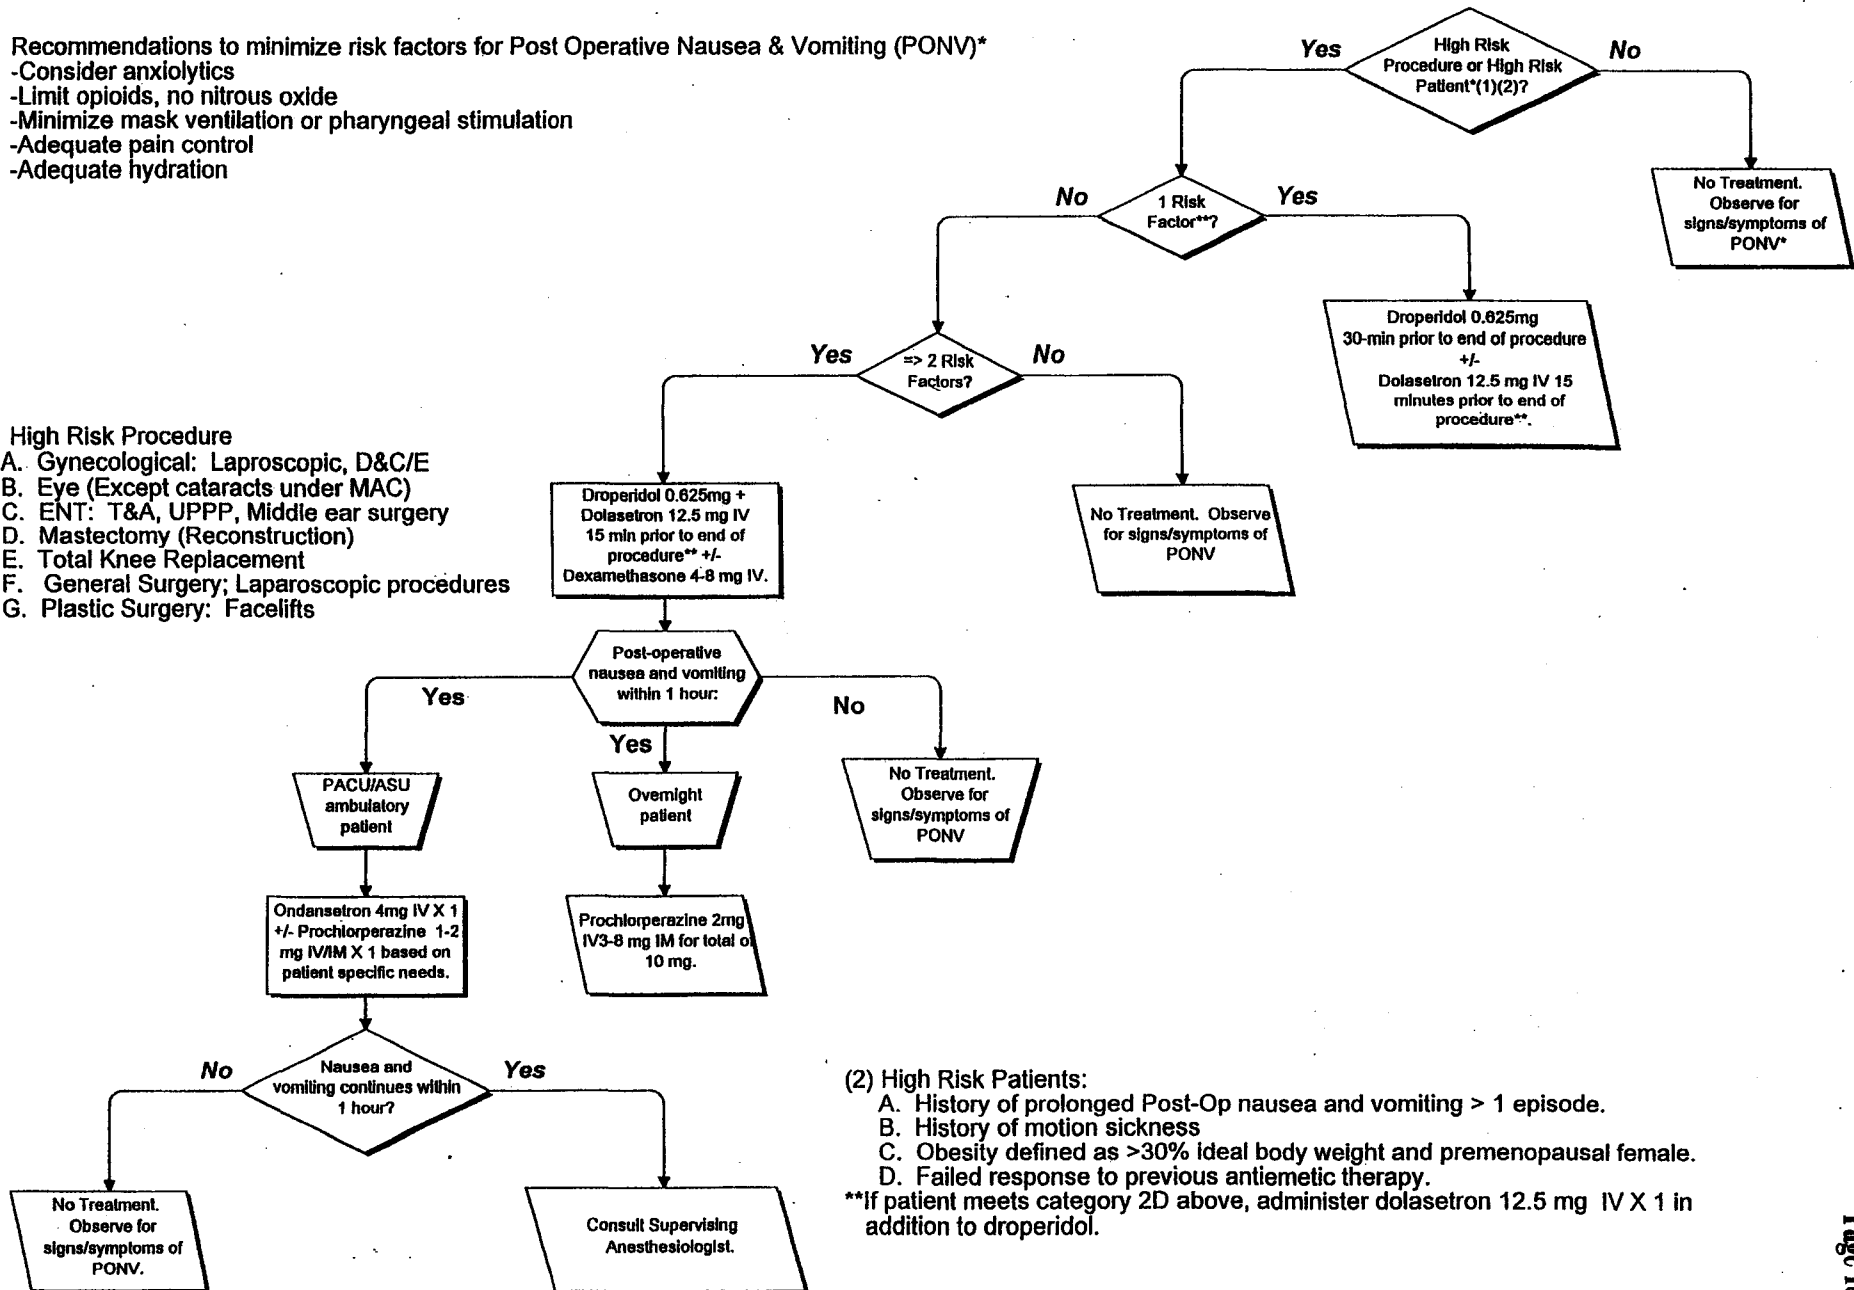 Recommendations to minimize risk factors for Post Operative Nausea & Vomiting (PONV)*
-Consider anxiolytics
-Limit opioids, no nitrous oxide
-Minimize mask ventilation or pharyngeal stimulation
-Adequate pain control
-Adequate hydration
High Risk
Procedure or High Risk
Patient*(1)(2)?
Yes
No
No Treatment.
Observe for
signs/symptoms of
PONV*
1 Risk
Factor**?
No
Yes
Droperidol 0.625mg
30-min prior to end of procedure
+/-
Dolasetron 12.5 mg IV 15
minutes prior to end of
procedure**.
=> 2 Risk
Factors?
Yes
No
No Treatment. Observe
for signs/symptoms of
PONV
High Risk Procedure
A. Gynecological: Laproscopic, D&C/E
B. Eye (Except cataracts under MAC)
C. ENT: T&A, UPPP, Middle ear surgery
D. Mastectomy (Reconstruction)
E. Total Knee Replacement
F. General Surgery; Laparoscopic procedures
G. Plastic Surgery: Facelifts
Droperidol 0.625mg +
Dolasetron 12.5 mg IV
15 min prior to end of
procedure** +/-
Dexamethasone 4-8 mg IV.
Post-operative
nausea and vomiting
within 1 hour:
Yes
Yes
No
PACU/ASU
ambulatory
patient
Overnight
patient
No Treatment.
Observe for
signs/symptoms of
PONV
Ondansetron 4mg IV X 1
+/- Prochlorperazine 1-2
mg IV/IM X 1 based on
patient specific needs.
Prochlorperazine 2mg
IV3-8 mg IM for total of
10 mg.
Nausea and
vomiting continues within
1 hour?
No
Yes
No Treatment.
Observe for
signs/symptoms of
PONV.
Consult Supervising
Anesthesiologist.
(2) High Risk Patients:
A. History of prolonged Post-Op nausea and vomiting > 1 episode.
B. History of motion sickness
C. Obesity defined as >30% ideal body weight and premenopausal female.
D. Failed response to previous antiemetic therapy.
**If patient meets category 2D above, administer dolasetron 12.5 mg IV X 1 in
addition to droperidol.